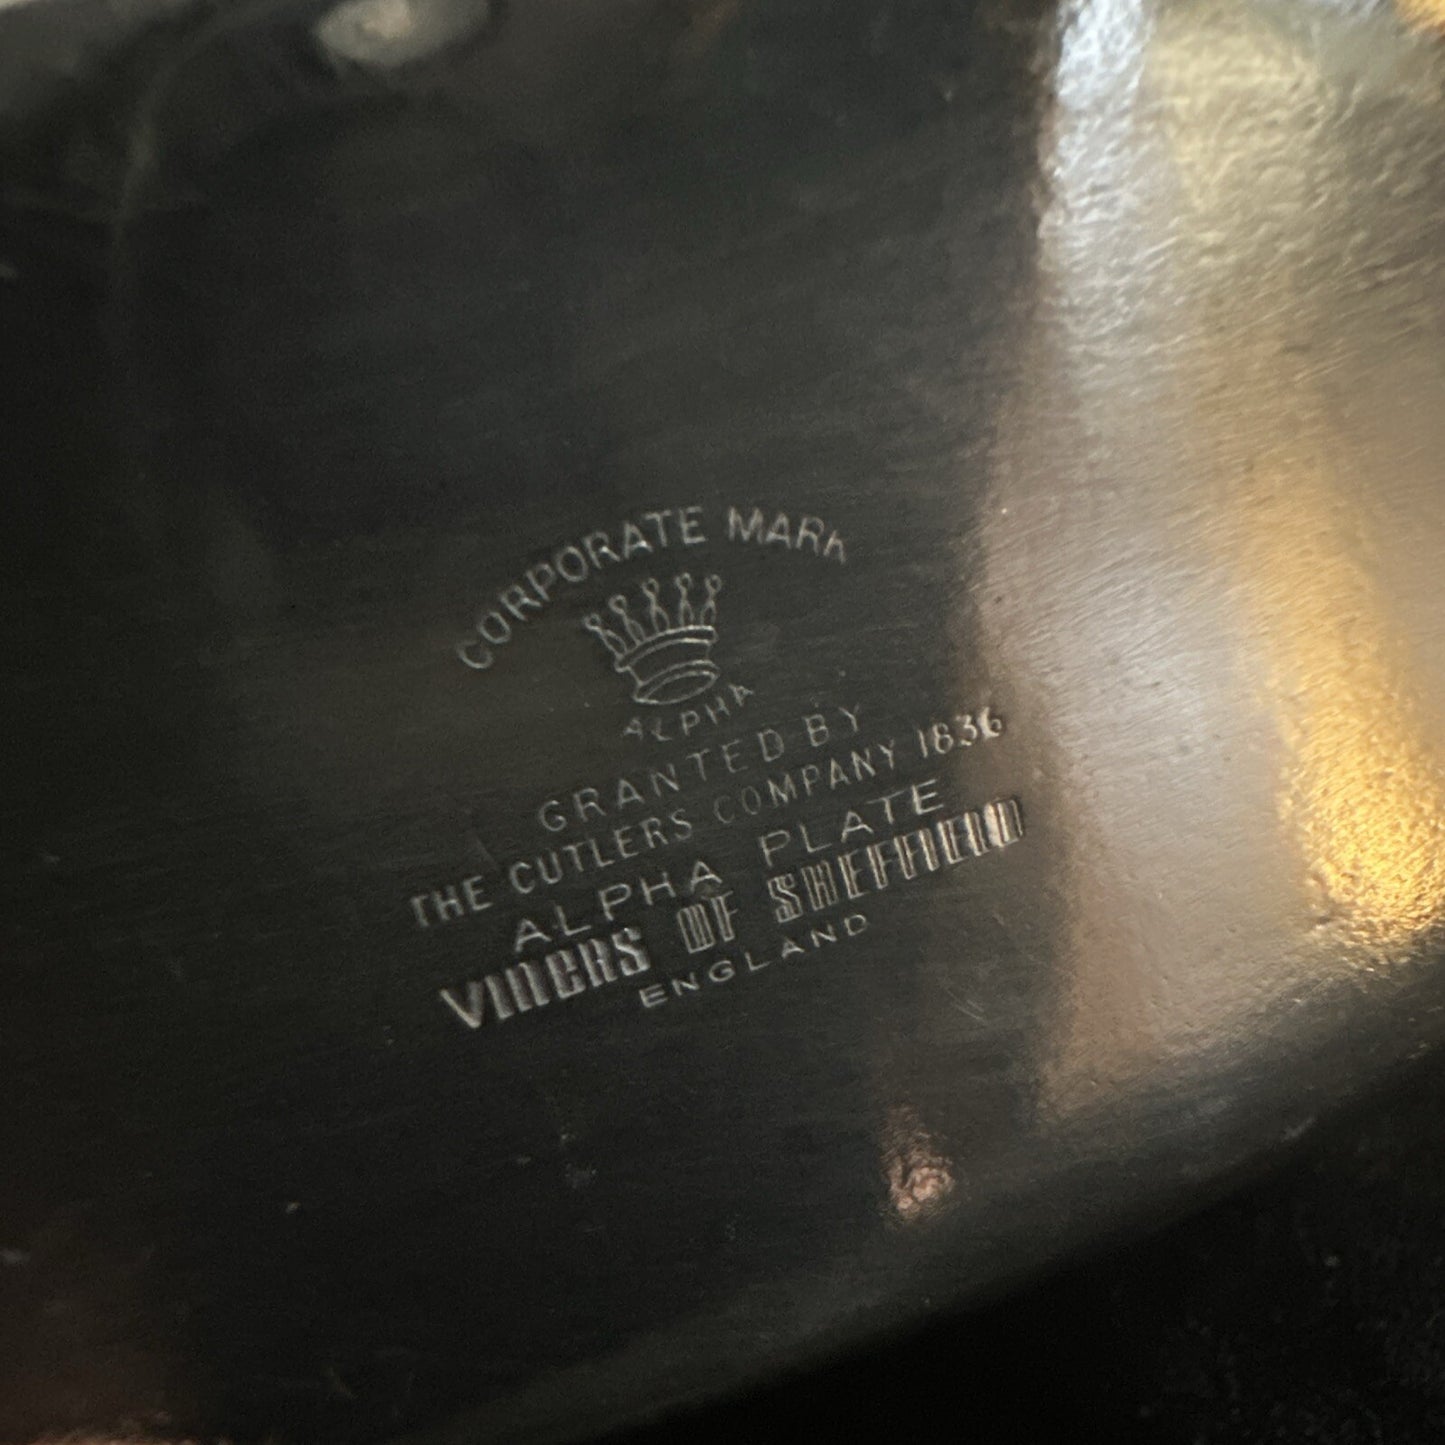 CORPORATE MARK
ALPHA
GRANTED BY
THE CUTLERS COMPANY 1836
ALPHA PLATE
VINERS OF SHEFFIELD
ENGLAND